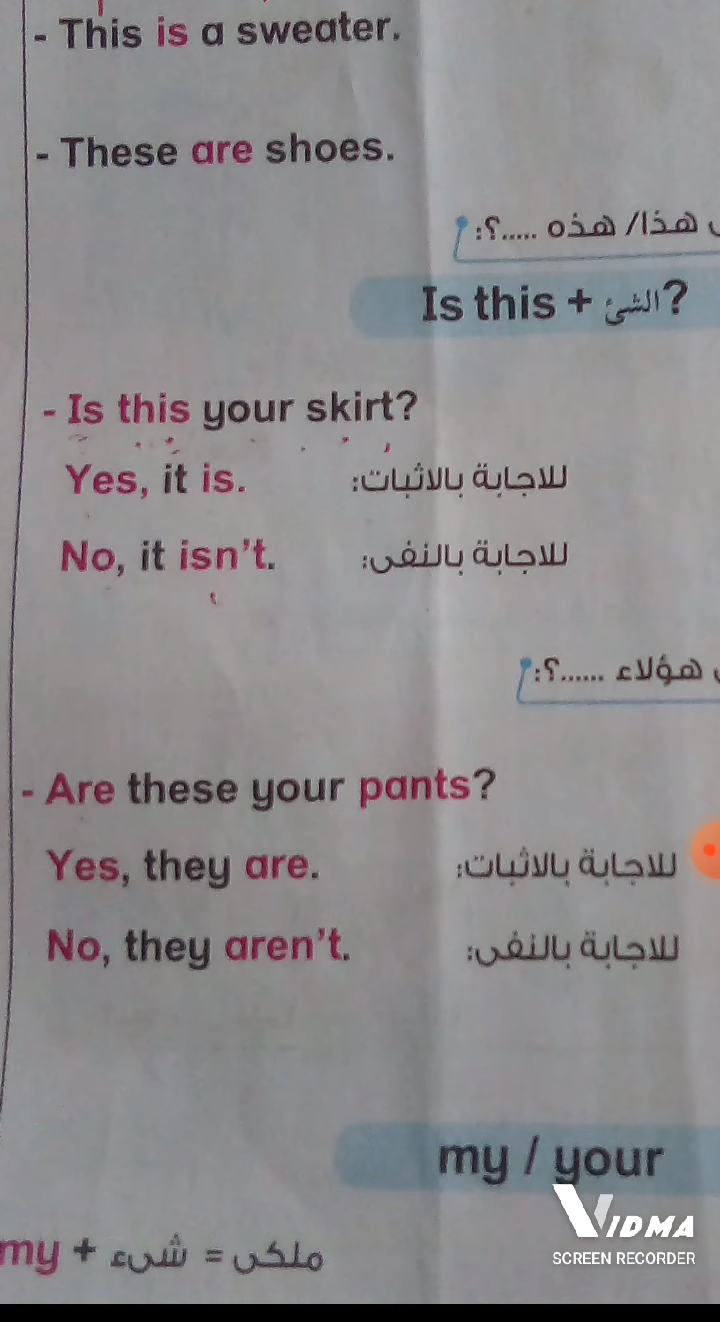 - This is a sweater.
- These are shoes.
هذا/ هذه .....؟:
Is this + الشئ?
- Is this your skirt?
Yes, it is. للاجابة بالاثبات:
No, it isn't. للاجابة بالنفى:
هؤلاء ......؟:
- Are these your pants?
Yes, they are. للاجابة بالاثبات:
No, they aren't. للاجابة بالنفى:
my / your
VIDMA
SCREEN RECORDER
my + شىء = ملكى